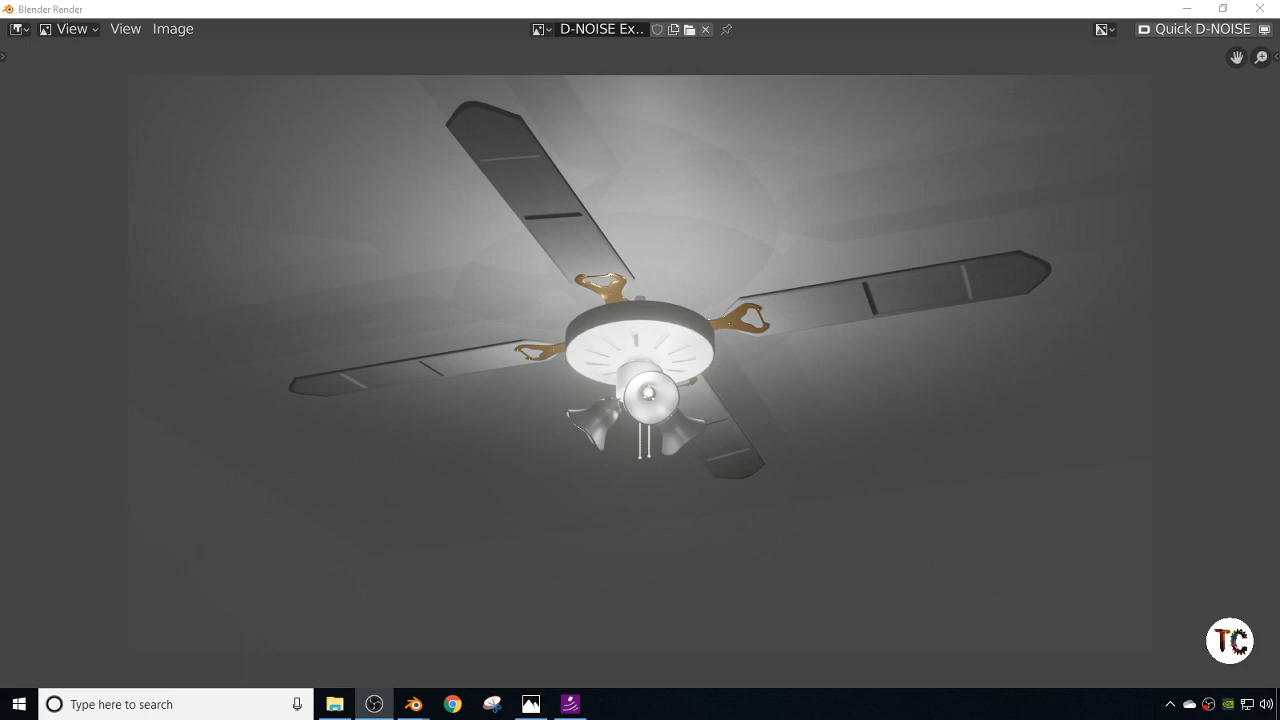 Blender Render
View View Image D-NOISE Ex.. Quick D-NOISE
TC
Type here to search